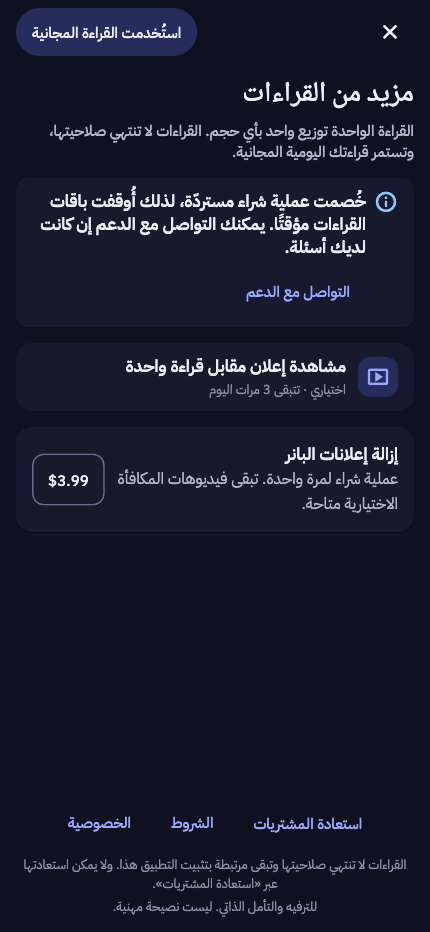 استُخدمت القراءة المجانية
مزيد من القراءات
القراءة الواحدة توزيع واحد بأي حجم. القراءات لا تنتهي صلاحيتها،
وتستمر قراءتك اليومية المجانية.
خُصمت عملية شراء مستردّة، لذلك أُوقفت باقات
القراءات مؤقتًا. يمكنك التواصل مع الدعم إن كانت
لديك أسئلة.
التواصل مع الدعم
مشاهدة إعلان مقابل قراءة واحدة
اختياري · تتبقى 3 مرات اليوم
إزالة إعلانات البانر
عملية شراء لمرة واحدة. تبقى فيديوهات المكافأة
الاختيارية متاحة.
$3.99
استعادة المشتريات
الشروط
الخصوصية
القراءات لا تنتهي صلاحيتها وتبقى مرتبطة بتثبيت التطبيق هذا. ولا يمكن استعادتها
عبر «استعادة المشتريات».
للترفيه والتأمل الذاتي. ليست نصيحة مهنية.